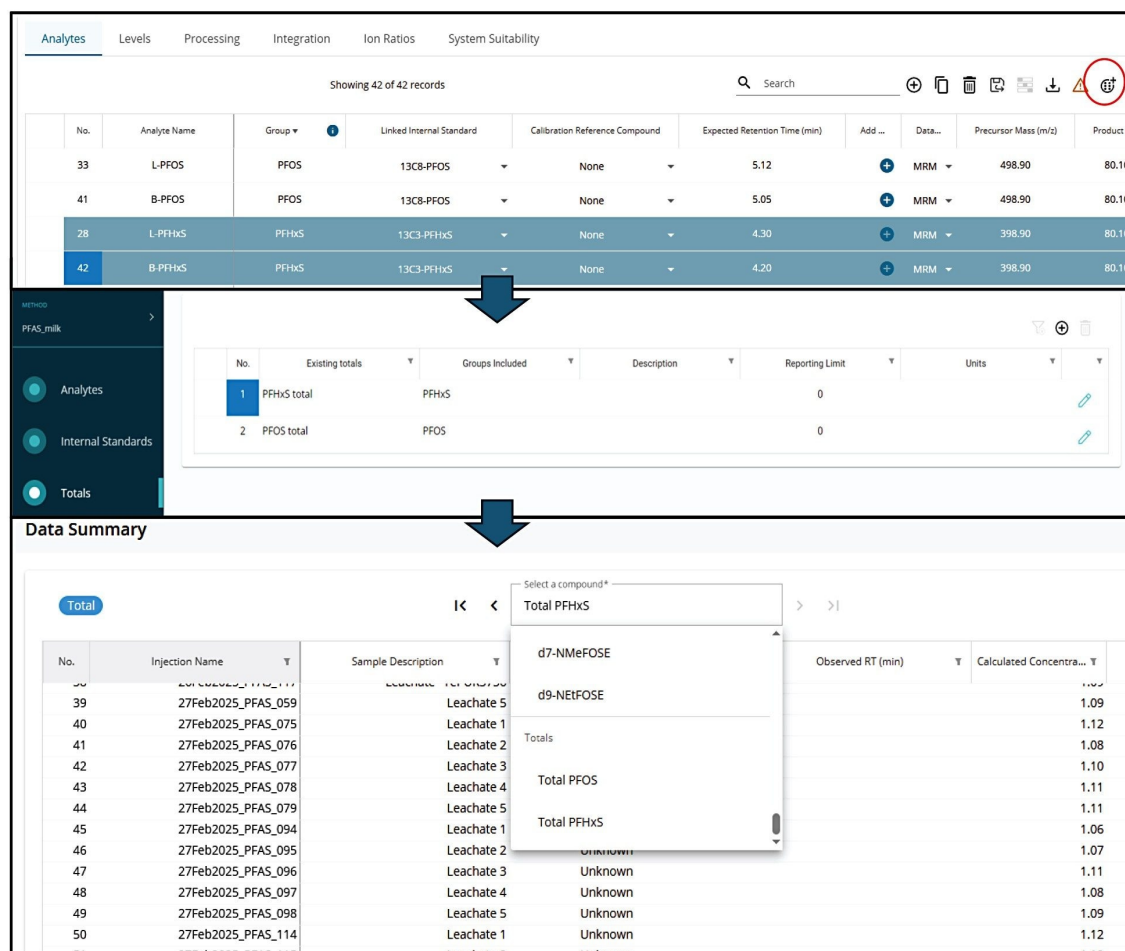 Analytes Levels Processing Integration Ion Ratios System Suitability
Showing 42 of 42 records Search
No. Analyte Name Group Linked Internal Standard Calibration Reference Compound Expected Retention Time (min) Add ... Data... Precursor Mass (m/z) Product
33 L-PFOS PFOS 13C8-PFOS None 5.12 MRM 498.90 80.10
41 B-PFOS PFOS 13C8-PFOS None 5.05 MRM 498.90 80.10
28 L-PFHxS PFHxS 13C3-PFHxS None 4.30 MRM 398.90 80.10
42 B-PFHxS PFHxS 13C3-PFHxS None 4.20 MRM 398.90 80.10
METHOD
PFAS_milk
Analytes
Internal Standards
Totals
No. Existing totals Groups Included Description Reporting Limit Units
1 PFHxS total PFHxS 0
2 PFOS total PFOS 0
Data Summary
Total
Select a compound*
Total PFHxS
d7-NMeFOSE
d9-NEtFOSE
Totals
Total PFOS
Total PFHxS
No. Injection Name Sample Description Observed RT (min) Calculated Concentra...
39 27Feb2025_PFAS_059 Leachate 5 1.09
40 27Feb2025_PFAS_075 Leachate 1 1.12
41 27Feb2025_PFAS_076 Leachate 2 1.08
42 27Feb2025_PFAS_077 Leachate 3 1.10
43 27Feb2025_PFAS_078 Leachate 4 1.11
44 27Feb2025_PFAS_079 Leachate 5 1.11
45 27Feb2025_PFAS_094 Leachate 1 1.06
46 27Feb2025_PFAS_095 Leachate 2 Unknown 1.07
47 27Feb2025_PFAS_096 Leachate 3 Unknown 1.11
48 27Feb2025_PFAS_097 Leachate 4 Unknown 1.08
49 27Feb2025_PFAS_098 Leachate 5 Unknown 1.09
50 27Feb2025_PFAS_114 Leachate 1 Unknown 1.12